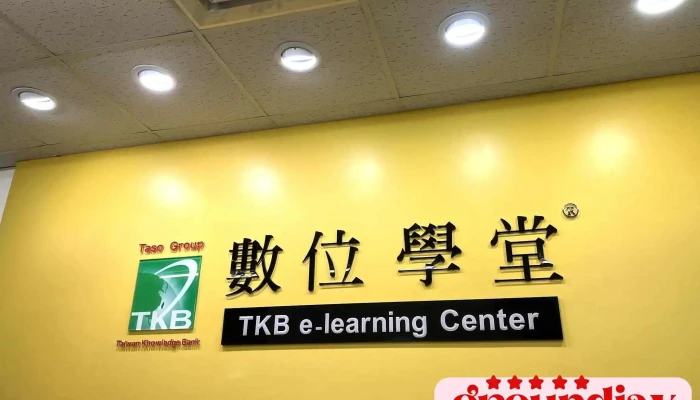 Taso Group
TKB
Taiwan Knowledge Bank
數位學堂®
TKB e-learning Center